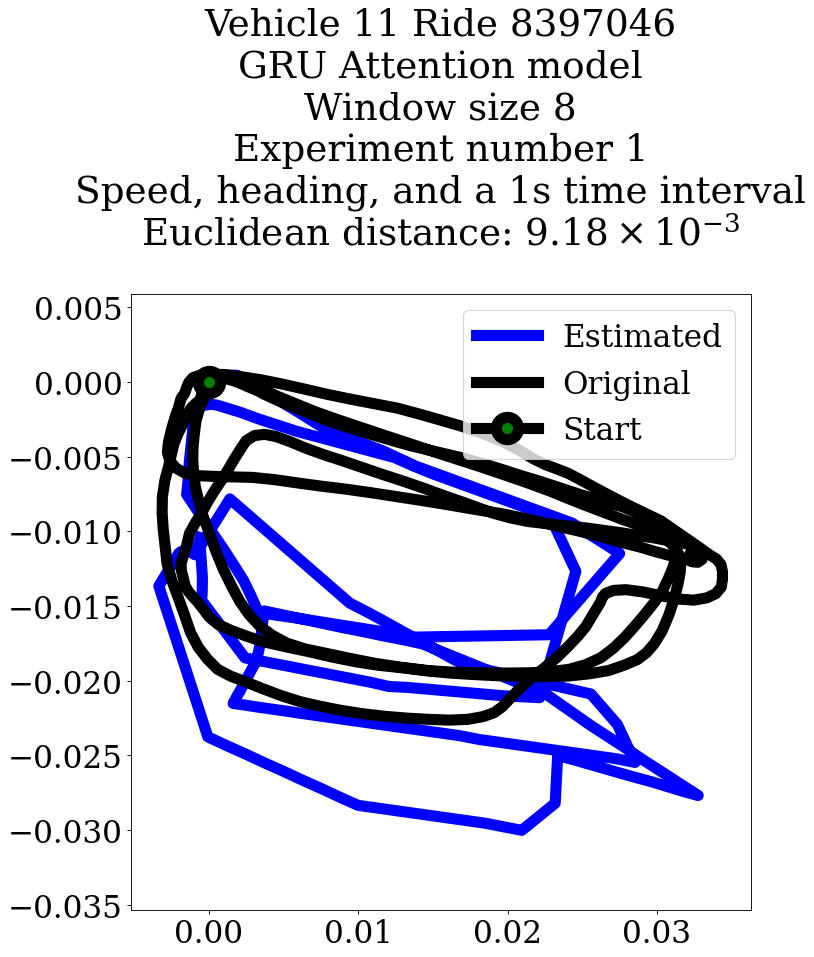 Vehicle 11 Ride 8397046
GRU Attention model
Window size 8
Experiment number 1
Speed, heading, and a 1s time interval
Euclidean distance: 9.18 × 10⁻³
Estimated
Original
Start
0.005
0.000
−0.005
−0.010
−0.015
−0.020
−0.025
−0.030
−0.035
0.00 0.01 0.02 0.03